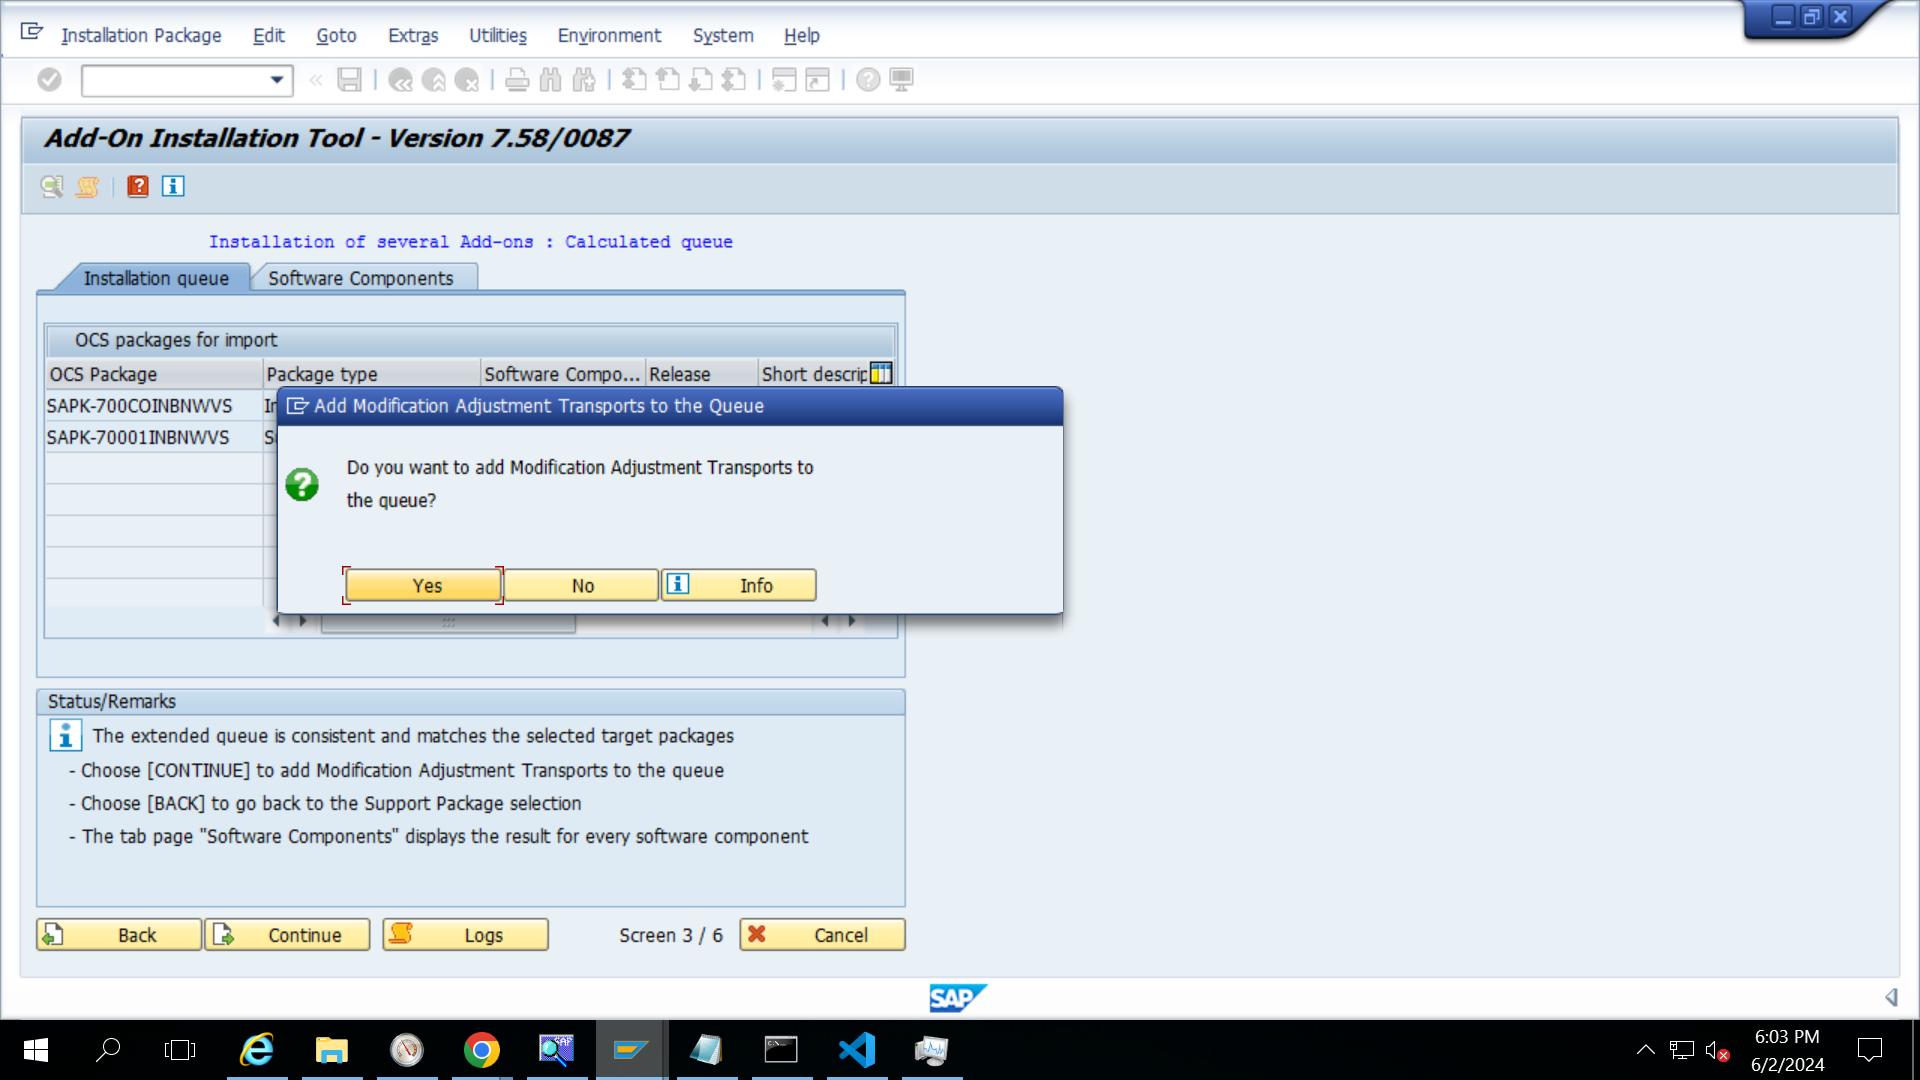 Installation Package Edit Goto Extras Utilities Environment System Help
Add-On Installation Tool - Version 7.58/0087
Installation of several Add-ons : Calculated queue
Installation queue Software Components
OCS packages for import
OCS Package Package type Software Compo... Release Short descrip
SAPK-700COINBNWVS
SAPK-70001INBNWVS
Add Modification Adjustment Transports to the Queue
Do you want to add Modification Adjustment Transports to
the queue?
Yes No Info
Status/Remarks
The extended queue is consistent and matches the selected target packages
- Choose [CONTINUE] to add Modification Adjustment Transports to the queue
- Choose [BACK] to go back to the Support Package selection
- The tab page "Software Components" displays the result for every software component
Back Continue Logs Screen 3 / 6 Cancel
SAP
6:03 PM
6/2/2024